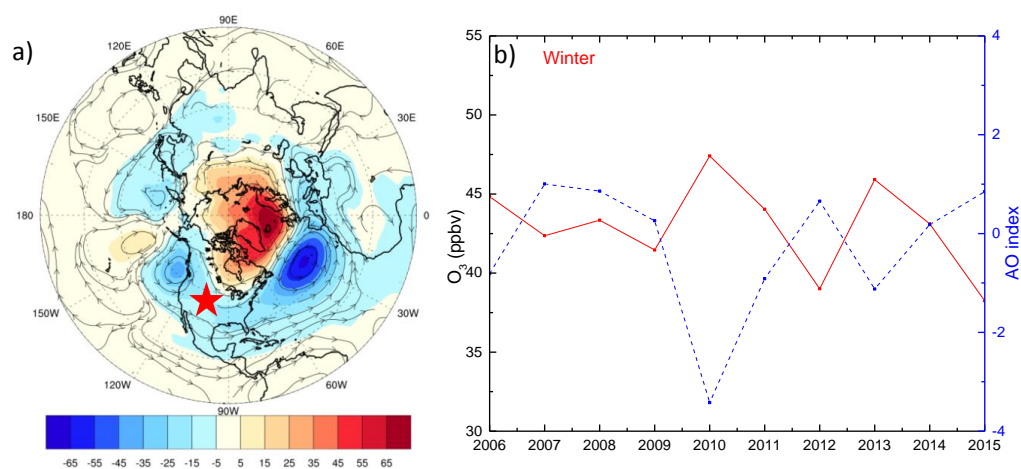 a)
90E
120E
60E
150E
30E
180
0
150W
30W
120W
60W
90W
-65 -55 -45 -35 -25 -15 -5 5 15 25 35 45 55 65
b)
Winter
55
50
45
40
35
30
O3 (ppbv)
4
2
0
-2
-4
AO index
2006 2007 2008 2009 2010 2011 2012 2013 2014 2015